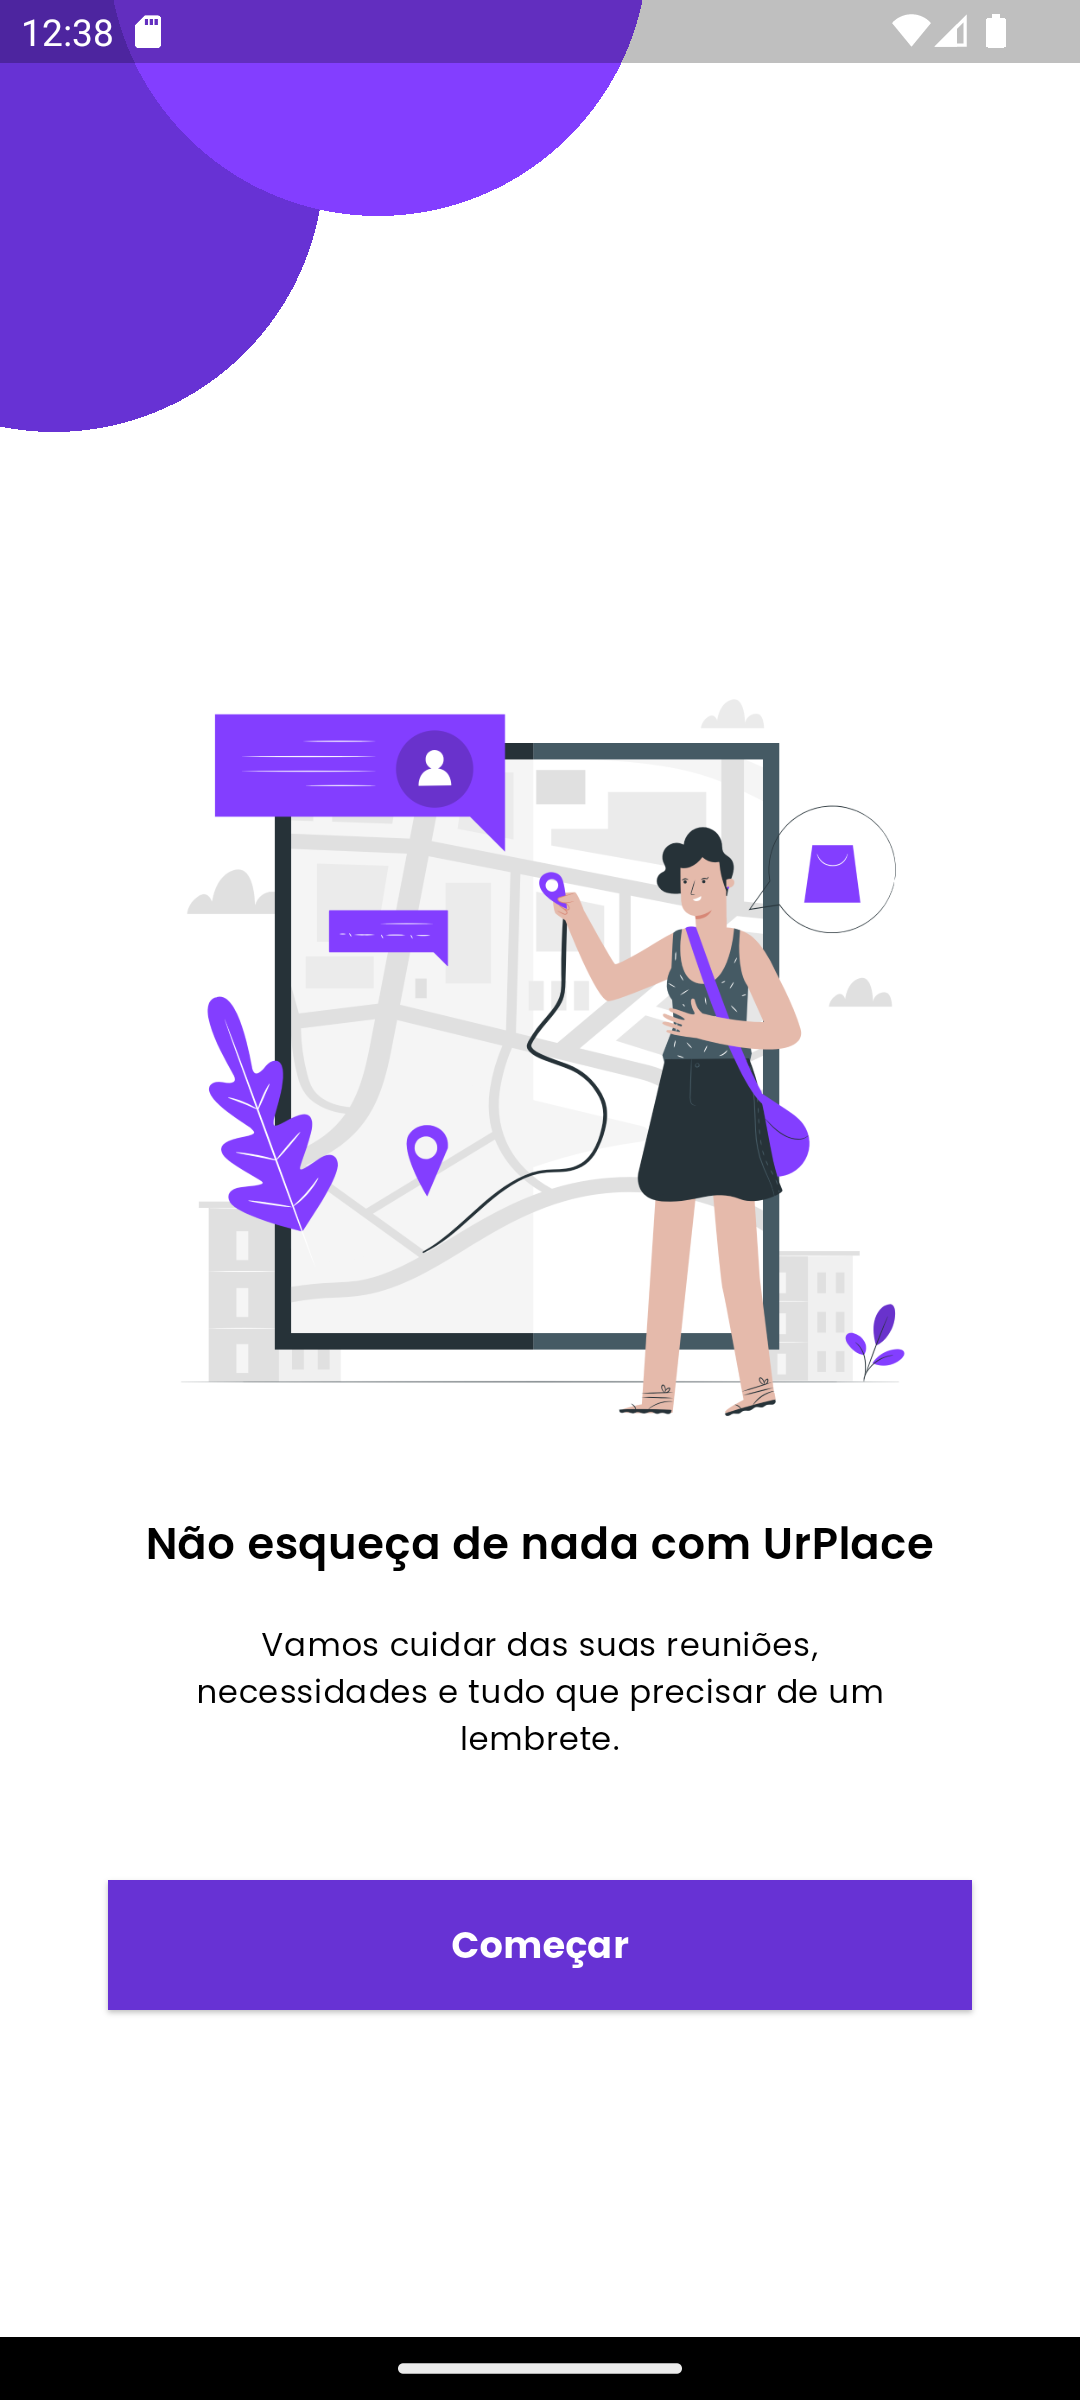 12:38
Não esqueça de nada com UrPlace
Vamos cuidar das suas reuniões,
necessidades e tudo que precisar de um
lembrete.
Começar